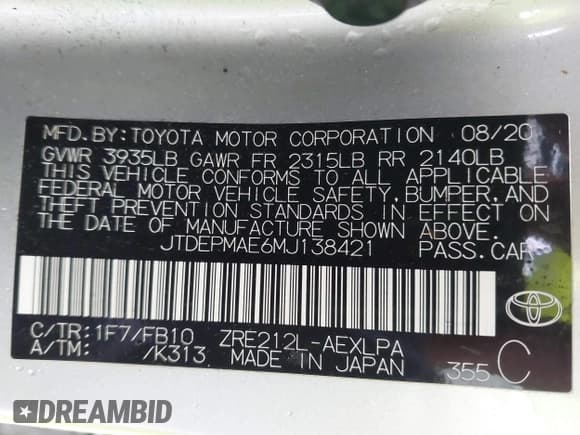 MFD.BY:TOYOTA MOTOR CORPORATION 08/20
GVWR 3935LB GAWR FR 2315LB RR 2140LB
THIS VEHICLE CONFORMS TO ALL APPLICABLE
FEDERAL MOTOR VEHICLE SAFETY, BUMPER, AND
THEFT PREVENTION STANDARDS IN EFFECT ON
THE DATE OF MANUFACTURE SHOWN ABOVE.
JTDEPMAE6MJ138421 PASS.CAR
C/TR:1F7/FB10 ZRE212L-AEXLPA
A/TM: /K313 MADE IN JAPAN 355 C
DREAMBID